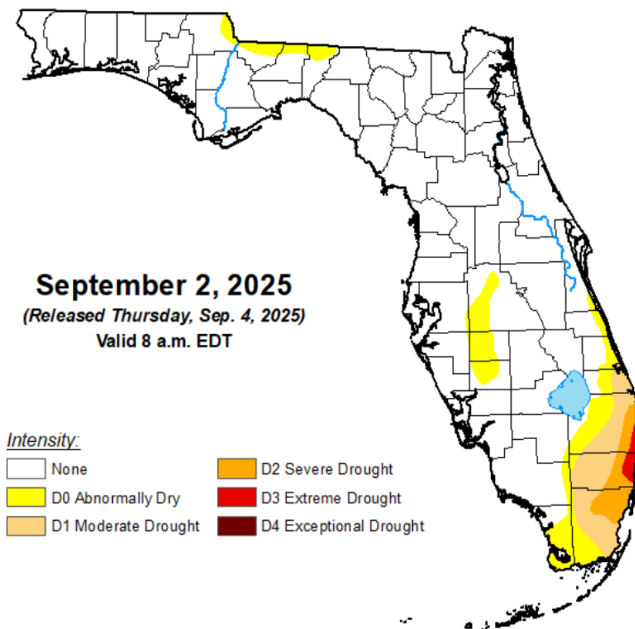 September 2, 2025
(Released Thursday, Sep. 4, 2025)
Valid 8 a.m. EDT
Intensity:
None
D0 Abnormally Dry
D1 Moderate Drought
D2 Severe Drought
D3 Extreme Drought
D4 Exceptional Drought